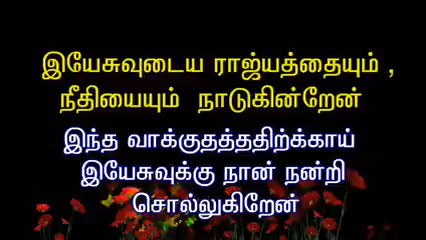 இயேசுவுடைய ராஜ்யத்தையும் ,
நீதியையும் நாடுகின்றேன்
இந்த வாக்குதத்ததிற்க்காய்
இயேசுவுக்கு நான் நன்றி
சொல்லுகிறேன்